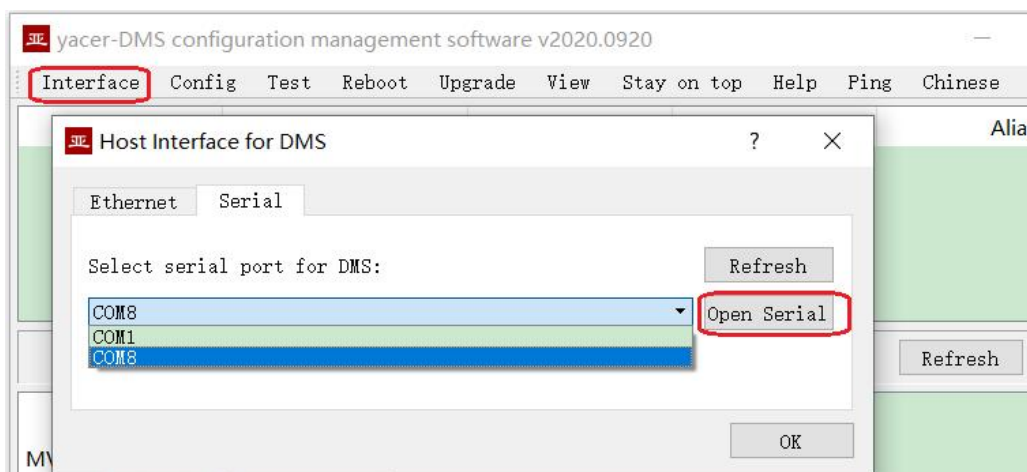 亚 yacer-DMS configuration management software v2020.0920
Interface Config Test Reboot Upgrade View Stay on top Help Ping Chinese
Alia
亚 Host Interface for DMS ?
Ethernet Serial
Select serial port for DMS: Refresh
COM8 Open Serial
COM1
COM8
Refresh
OK
MV